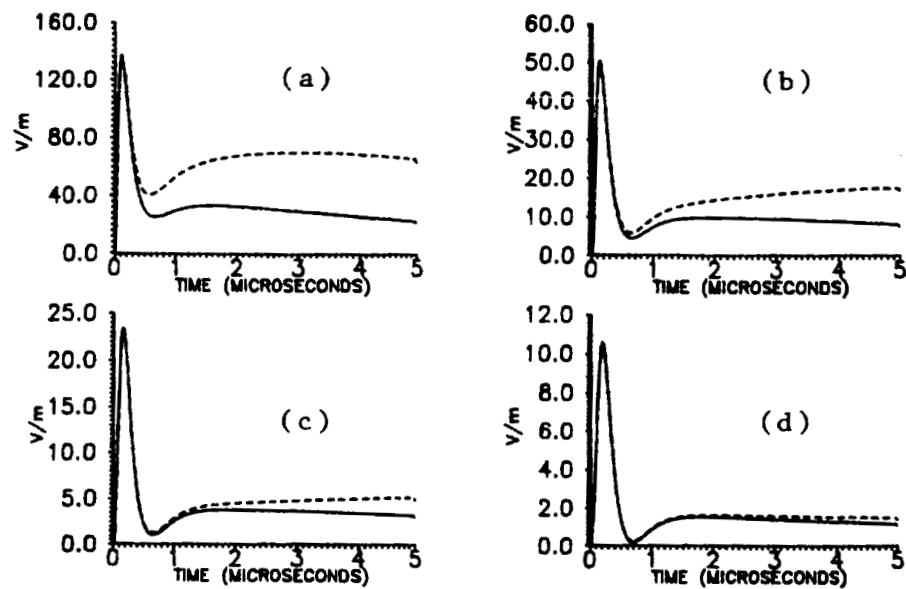 160.0
120.0
80.0
40.0
0.0
V/m
(a)
0 1 2 3 4 5
TIME (MICROSECONDS)
60.0
50.0
40.0
30.0
20.0
10.0
0.0
V/m
(b)
0 1 2 3 4 5
TIME (MICROSECONDS)
25.0
20.0
15.0
10.0
5.0
0.0
V/m
(c)
0 1 2 3 4 5
TIME (MICROSECONDS)
12.0
10.0
8.0
6.0
4.0
2.0
0.0
V/m
(d)
0 1 2 3 4 5
TIME (MICROSECONDS)